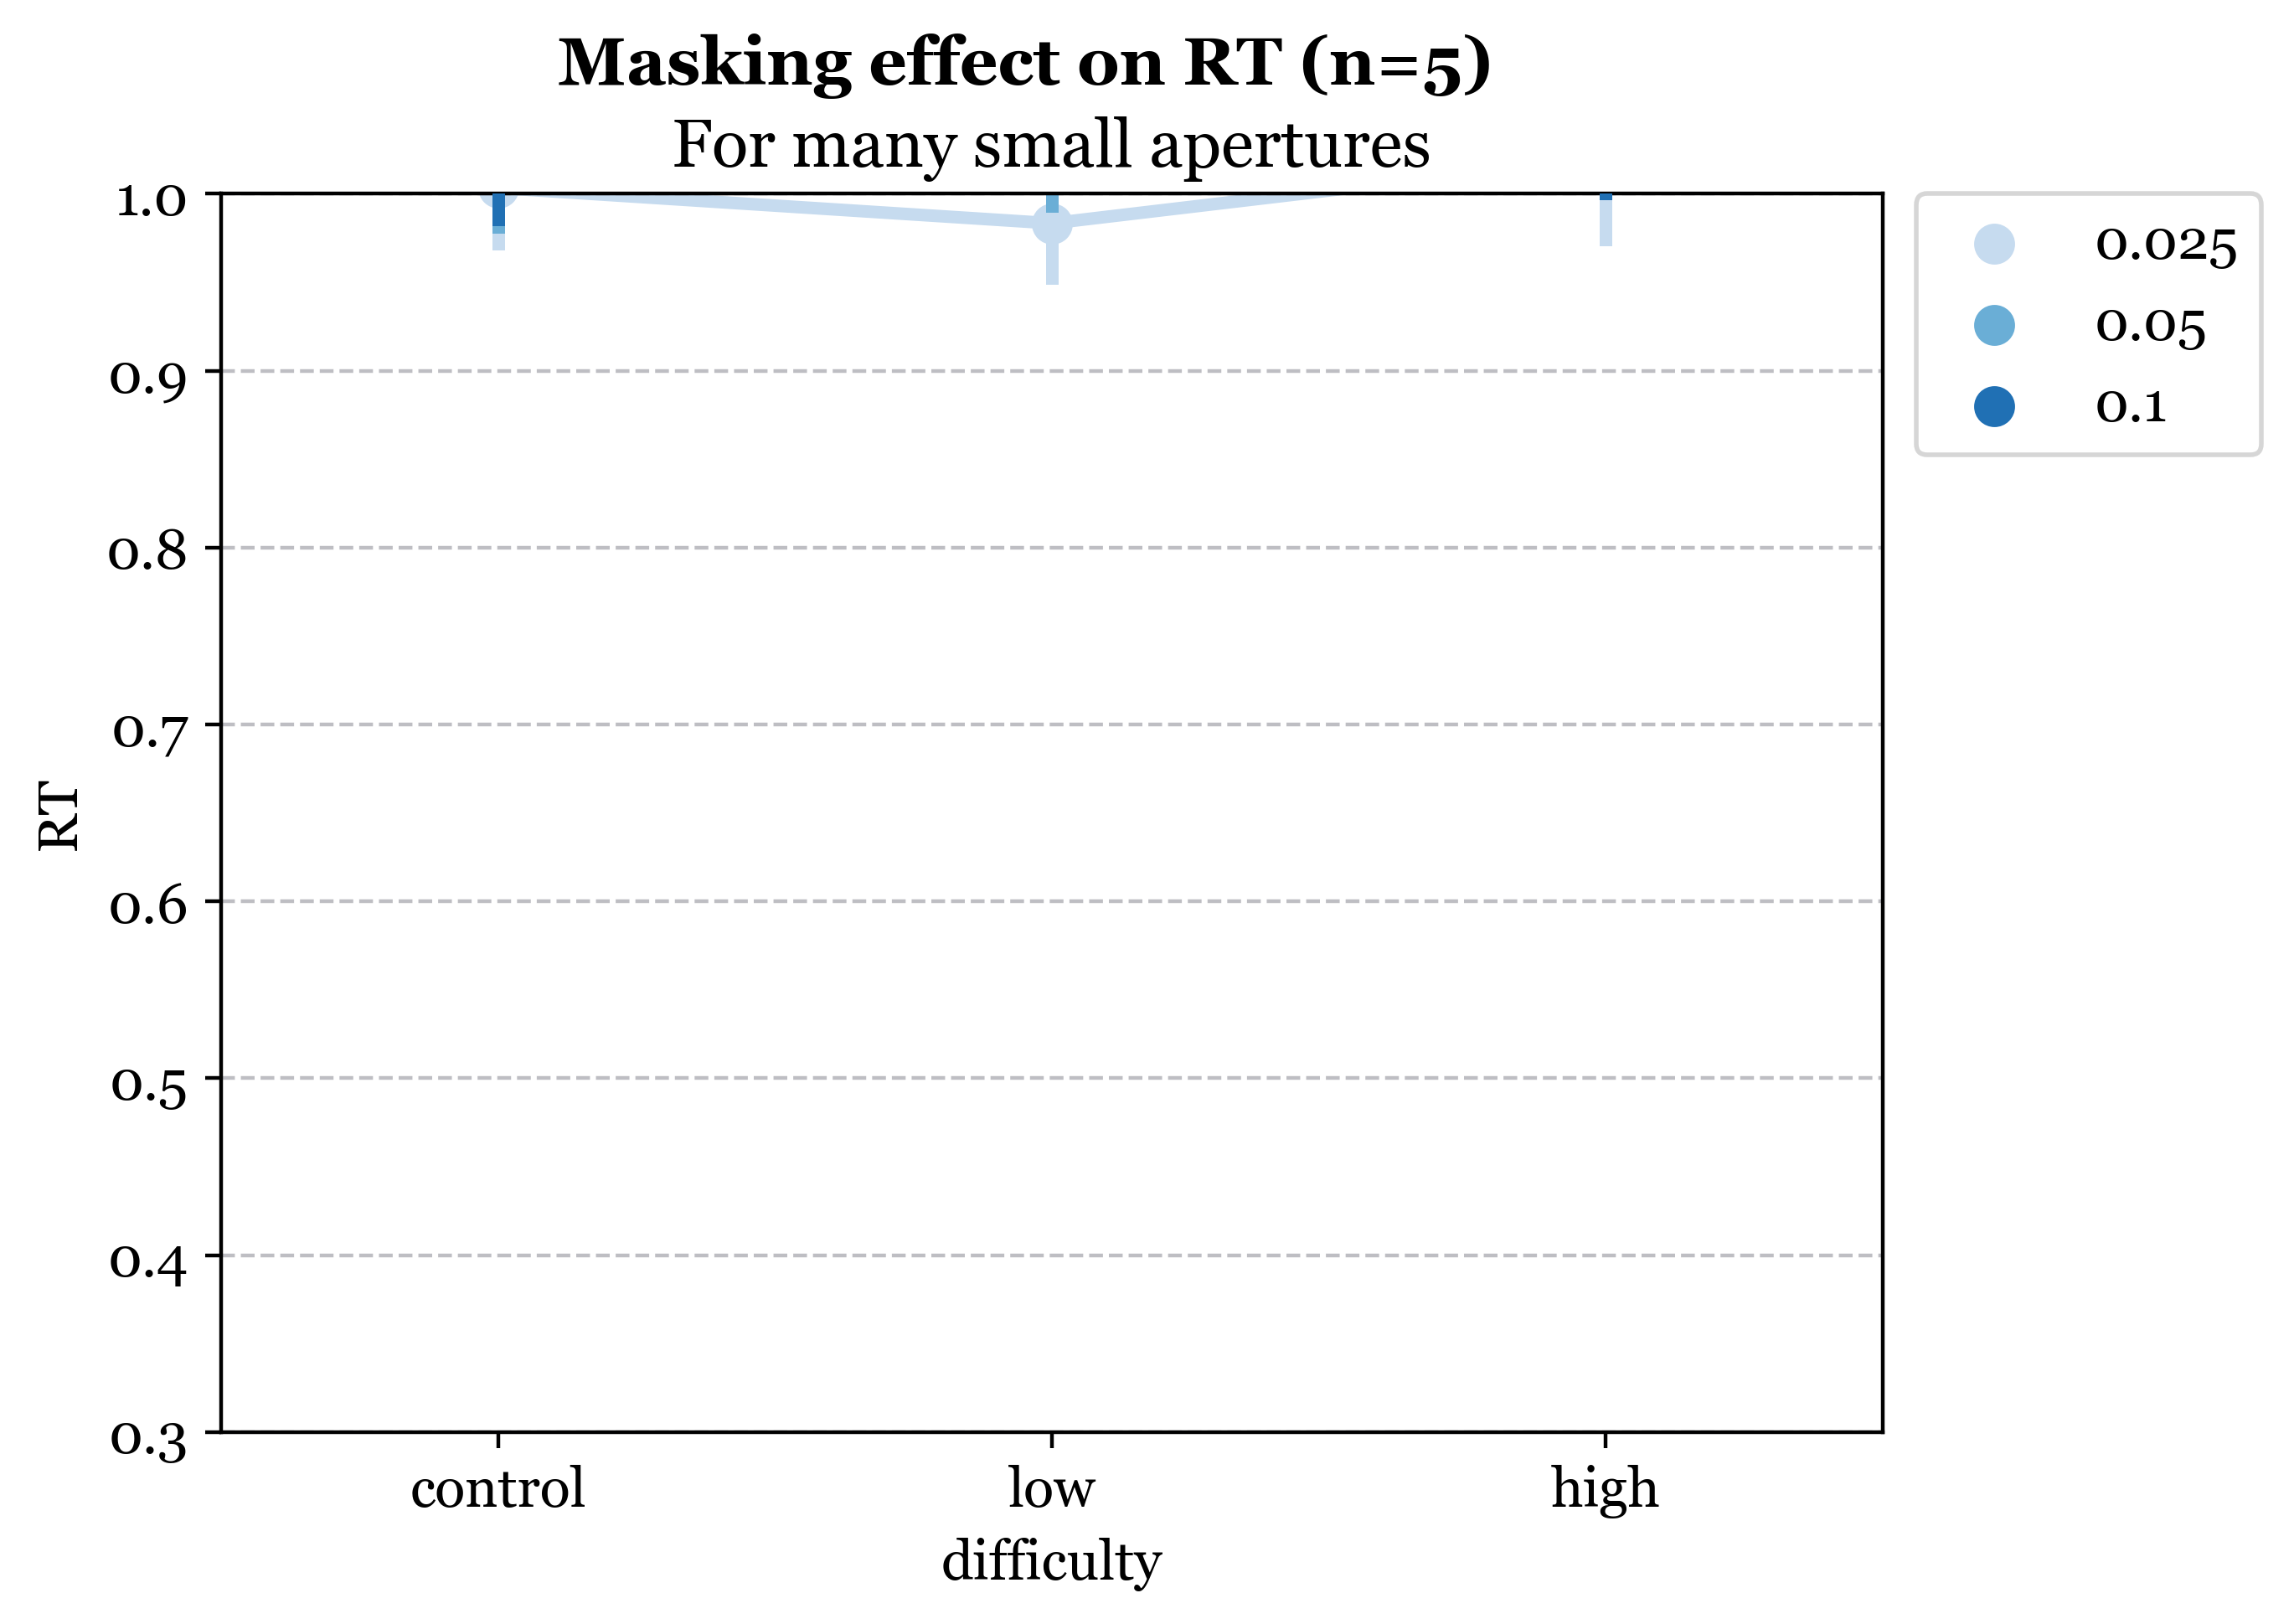 Masking effect on RT (n=5)
For many small apertures
1.0
0.9
0.8
0.7
0.6
0.5
0.4
0.3
RT
control
low
high
difficulty
0.025
0.05
0.1